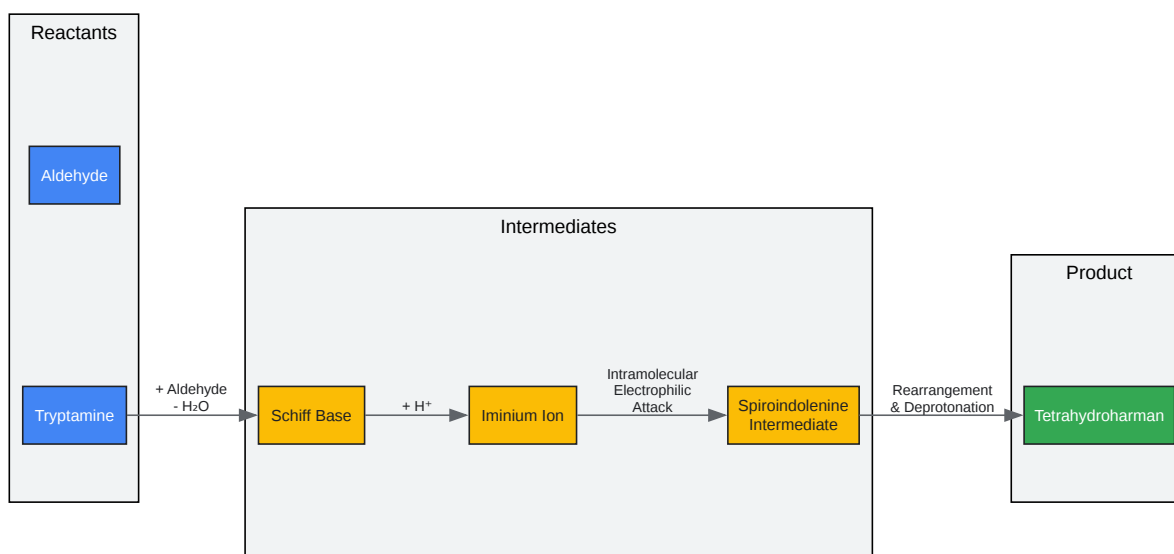 Reactants
Aldehyde
Tryptamine
+ Aldehyde
- H₂O
Intermediates
Schiff Base
+ H⁺
Iminium Ion
Intramolecular
Electrophilic
Attack
Spiroindolenine
Intermediate
Rearrangement
& Deprotonation
Product
Tetrahydroharman